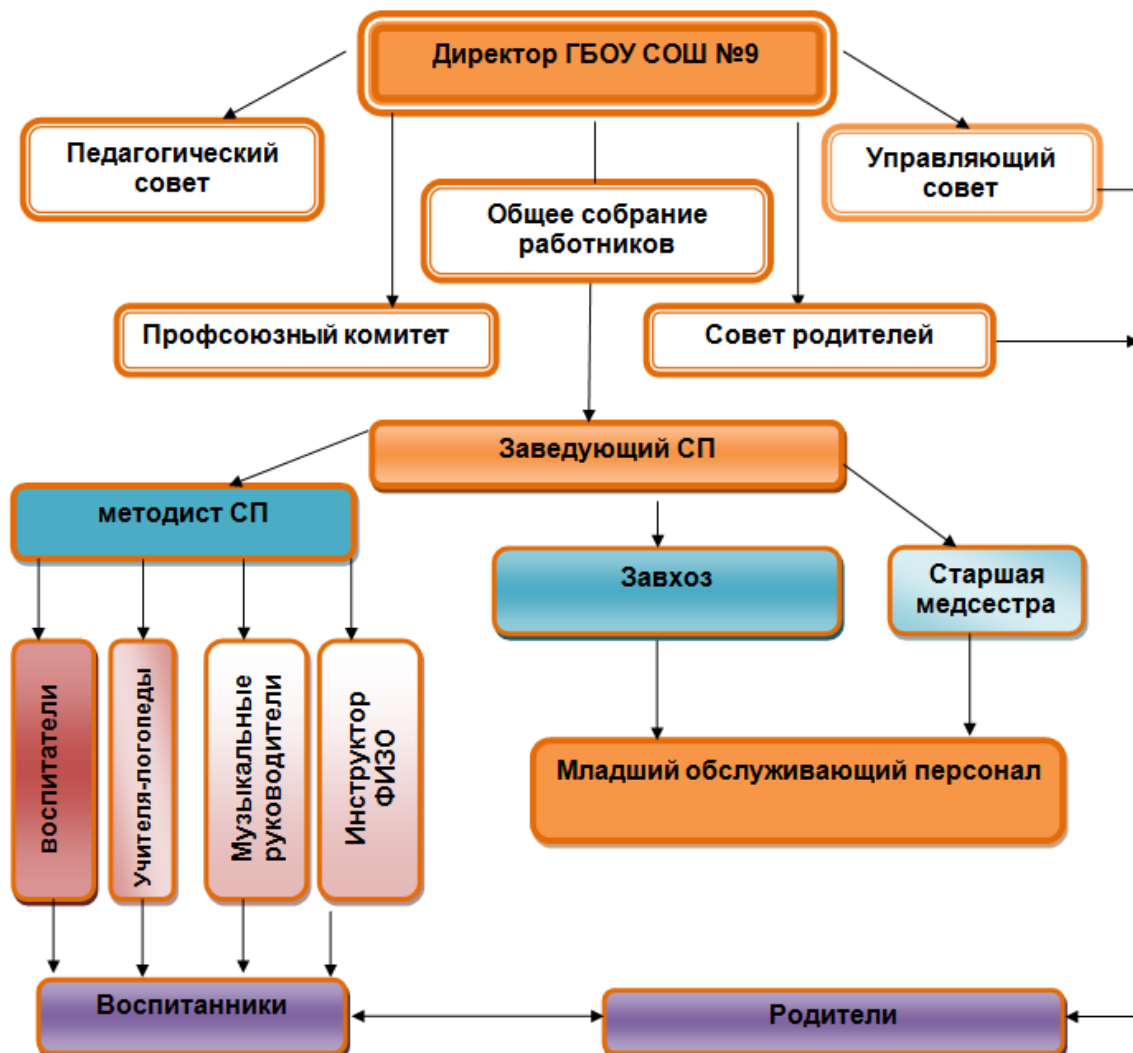 Директор ГБОУ СОШ №9
Педагогический
совет
Управляющий
совет
Общее собрание
работников
Профсоюзный комитет
Совет родителей
Заведующий СП
методист СП
Завхоз
Старшая
медсестра
воспитатели
Учителя-логопеды
Музыкальные
руководители
Инструктор
ФИЗО
Младший обслуживающий персонал
Воспитанники
Родители